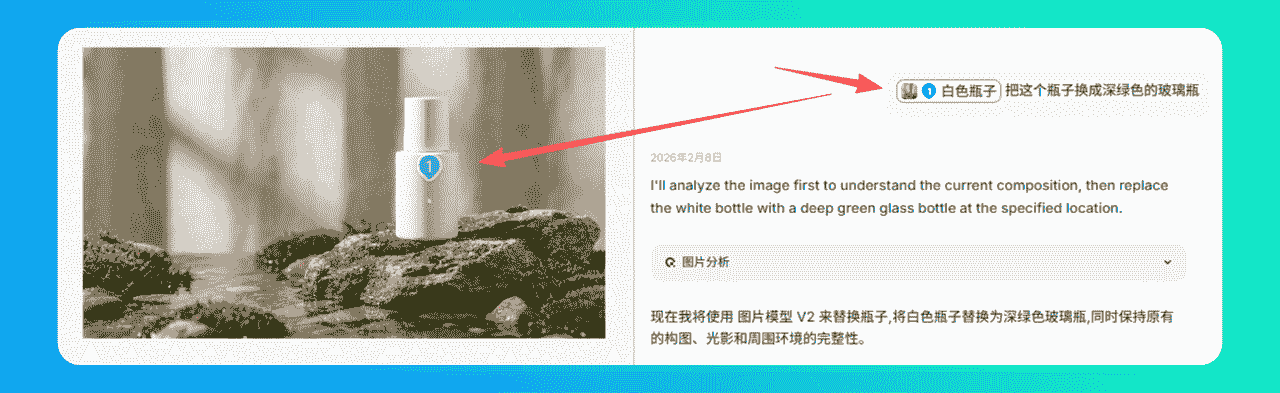 1
1 白色瓶子 把这个瓶子换成深绿色的玻璃瓶
2026年2月8日
I'll analyze the image first to understand the current composition, then replace
the white bottle with a deep green glass bottle at the specified location.
图片分析
现在我将使用 图片模型 V2 来替换瓶子,将白色瓶子替换为深绿色玻璃瓶,同时保持原有
的构图、光影和周围环境的完整性。